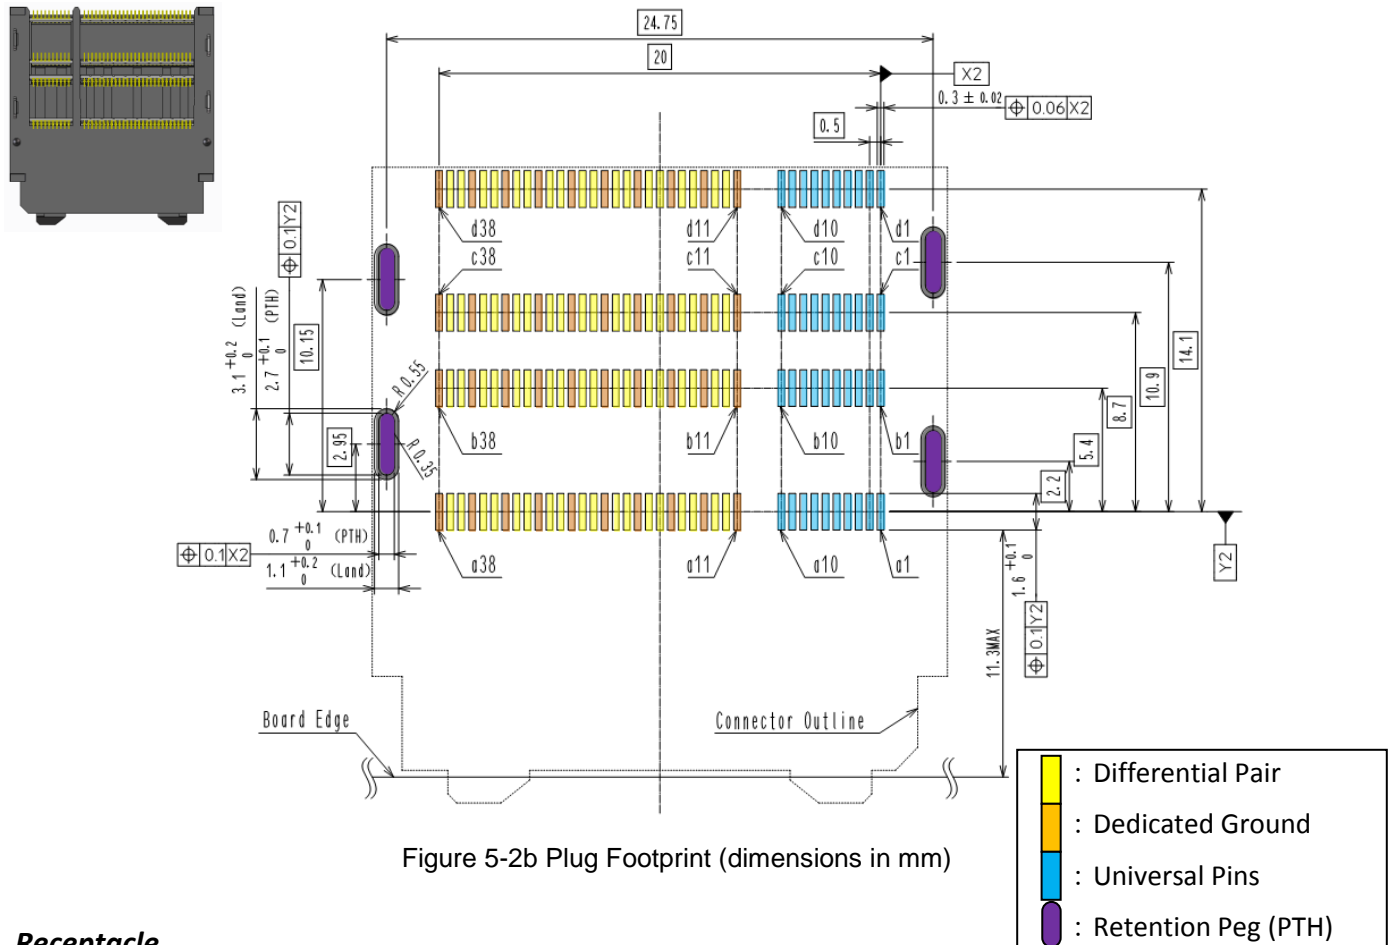 24.75
20
X2
0.3 ± 0.02
⌖ 0.06 X2
0.5
⌖ 0.1 Y2
d38
d11
d10
d1
c38
c11
c10
c1
3.1 +0.2 0 (Land)
2.7 +0.1 0 (PTH)
10.15
14.1
10.9
8.7
5.4
2.2
R0.55
R0.35
2.95
b38
b11
b10
b1
0.7 +0.1 0 (PTH)
⌖ 0.1 X2
1.1 +0.2 0 (Land)
a38
a11
a10
a1
1.6 +0.1 0
Y2
⌖ 0.1 Y2
11.3MAX
Board Edge
Connector Outline
: Differential Pair
: Dedicated Ground
: Universal Pins
: Retention Peg (PTH)
Figure 5-2b Plug Footprint (dimensions in mm)
Receptacle